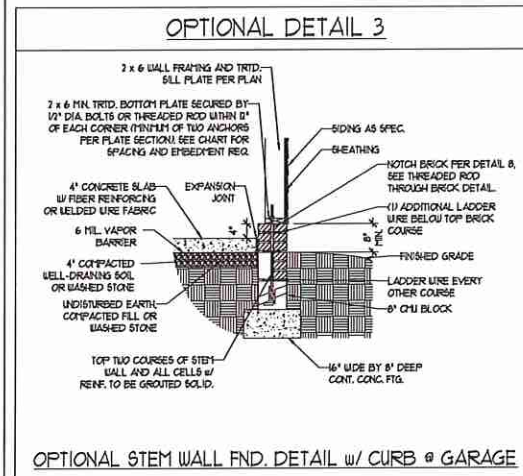 OPTIONAL DETAIL 3
2 x 6 WALL FRAMING AND TRTD.
SILL PLATE PER PLAN
2 x 6 MIN. TRTD. BOTTOM PLATE SECURED BY
1/2" DIA. BOLTS OR THREADED ROD WITHIN 12"
OF EACH CORNER (MINIMUM OF TWO ANCHORS
PER PLATE SECTION). SEE CHART FOR
SPACING AND EMBEDMENT REQ.
4" CONCRETE SLAB
W/ FIBER REINFORCING
OR WELDED WIRE FABRIC
EXPANSION
JOINT
6 MIL. VAPOR
BARRIER
4" COMPACTED
WELL-DRAINING SOIL
OR WASHED STONE
UNDISTURBED EARTH,
COMPACTED FILL OR
WASHED STONE
TOP TWO COURSES OF STEM
WALL AND ALL CELLS w/
REINF. TO BE GROUTED SOLID.
4"
SIDING AS SPEC.
SHEATHING
NOTCH BRICK PER DETAIL 8,
SEE THREADED ROD
THROUGH BRICK DETAIL.
(1) ADDITIONAL LADDER
WIRE BELOW TOP BRICK
COURSE
8"
MIN.
FINISHED GRADE
LADDER WIRE EVERY
OTHER COURSE
8" CMU BLOCK
16" WIDE BY 8" DEEP
CONT. CONC. FTG.
OPTIONAL STEM WALL FND. DETAIL w/ CURB @ GARAGE